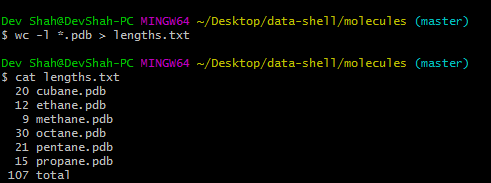 Dev Shah@DevShah-PC MINGW64 ~/Desktop/data-shell/molecules (master)
$ wc -l *.pdb > lengths.txt
Dev Shah@DevShah-PC MINGW64 ~/Desktop/data-shell/molecules (master)
$ cat lengths.txt
20 cubane.pdb
12 ethane.pdb
9 methane.pdb
30 octane.pdb
21 pentane.pdb
15 propane.pdb
107 total